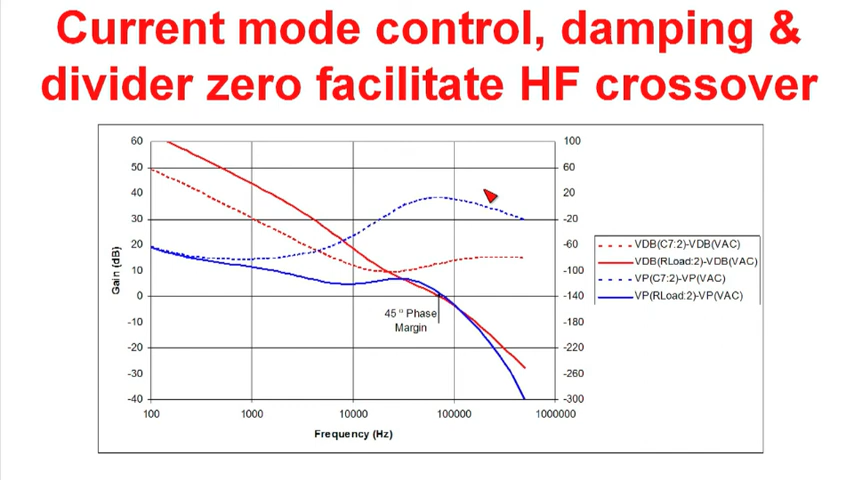 Current mode control, damping &
divider zero facilitate HF crossover
60
50
40
30
20
10
0
-10
-20
-30
-40
Gain (dB)
100
60
20
-20
-60
-100
-140
-180
-220
-260
-300
45 ° Phase
Margin
100
1000
10000
100000
1000000
Frequency (Hz)
VDB(C7:2)-VDB(VAC)
VDB(RLoad:2)-VDB(VAC)
VP(C7:2)-VP(VAC)
VP(RLoad:2)-VP(VAC)